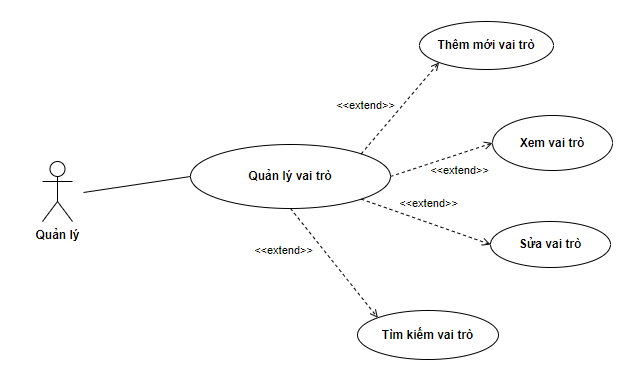 Thêm mới vai trò
<<extend>>
Xem vai trò
<<extend>>
Quản lý vai trò
<<extend>>
Quản lý
Sửa vai trò
<<extend>>
Tìm kiếm vai trò